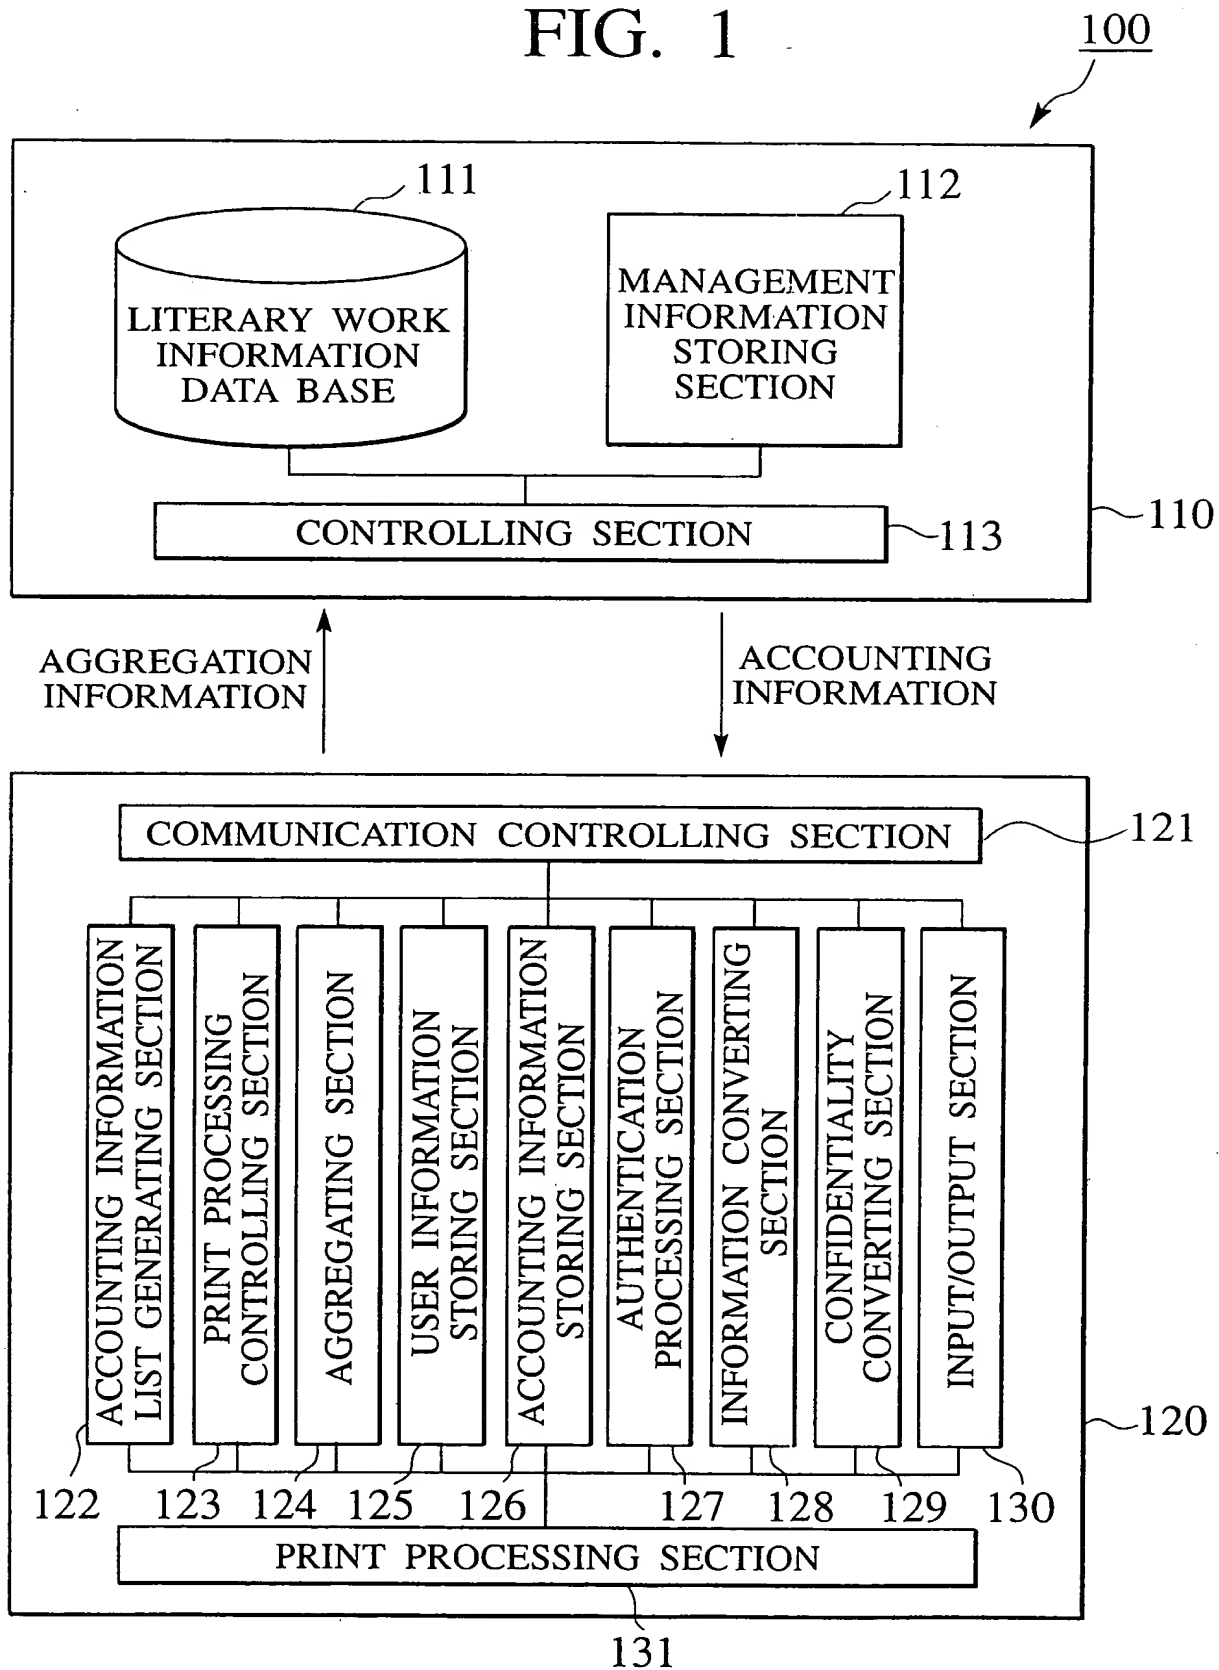 FIG. 1
100
111
112
LITERARY WORK
INFORMATION
DATA BASE
MANAGEMENT
INFORMATION
STORING
SECTION
CONTROLLING SECTION
113
110
AGGREGATION
INFORMATION
ACCOUNTING
INFORMATION
COMMUNICATION CONTROLLING SECTION
121
ACCOUNTING INFORMATION
LIST GENERATING SECTION
PRINT PROCESSING
CONTROLLING SECTION
AGGREGATING SECTION
USER INFORMATION
STORING SECTION
ACCOUNTING INFORMATION
STORING SECTION
AUTHENTICATION
PROCESSING SECTION
INFORMATION CONVERTING
SECTION
CONFIDENTIALITY
CONVERTING SECTION
INPUT/OUTPUT SECTION
120
122 123 124 125 126 127 128 129 130
PRINT PROCESSING SECTION
131